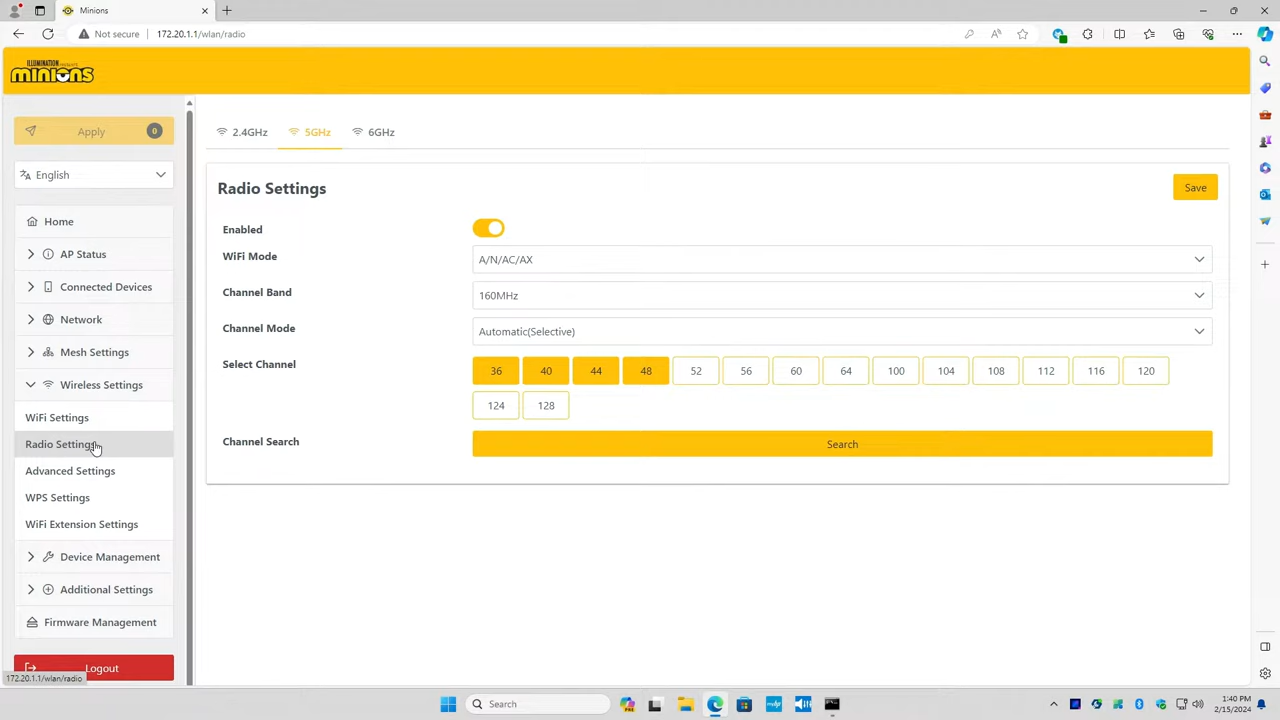 Minions
Not secure 172.20.1.1/wlan/radio
minions
Apply 0
English
Home
AP Status
Connected Devices
Network
Mesh Settings
Wireless Settings
WiFi Settings
Radio Settings
Advanced Settings
WPS Settings
WiFi Extension Settings
Device Management
Additional Settings
Firmware Management
Logout
172.20.1.1/wlan/radio
2.4GHz 5GHz 6GHz
Radio Settings Save
Enabled
WiFi Mode A/N/AC/AX
Channel Band 160MHz
Channel Mode Automatic(Selective)
Select Channel 36 40 44 48 52 56 60 64 100 104 108 112 116 120
124 128
Channel Search Search
Search
1:40 PM
2/15/2024